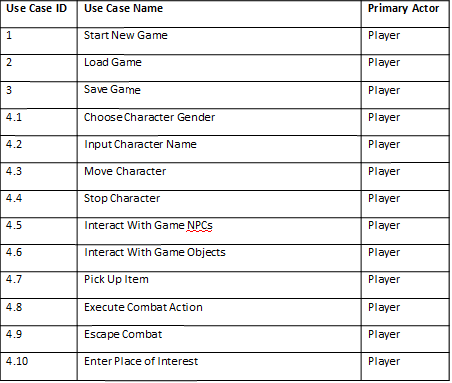 Use Case ID Use Case Name Primary Actor
1 Start New Game Player
2 Load Game Player
3 Save Game Player
4.1 Choose Character Gender Player
4.2 Input Character Name Player
4.3 Move Character Player
4.4 Stop Character Player
4.5 Interact With Game NPCs Player
4.6 Interact With Game Objects Player
4.7 Pick Up Item Player
4.8 Execute Combat Action Player
4.9 Escape Combat Player
4.10 Enter Place of Interest Player